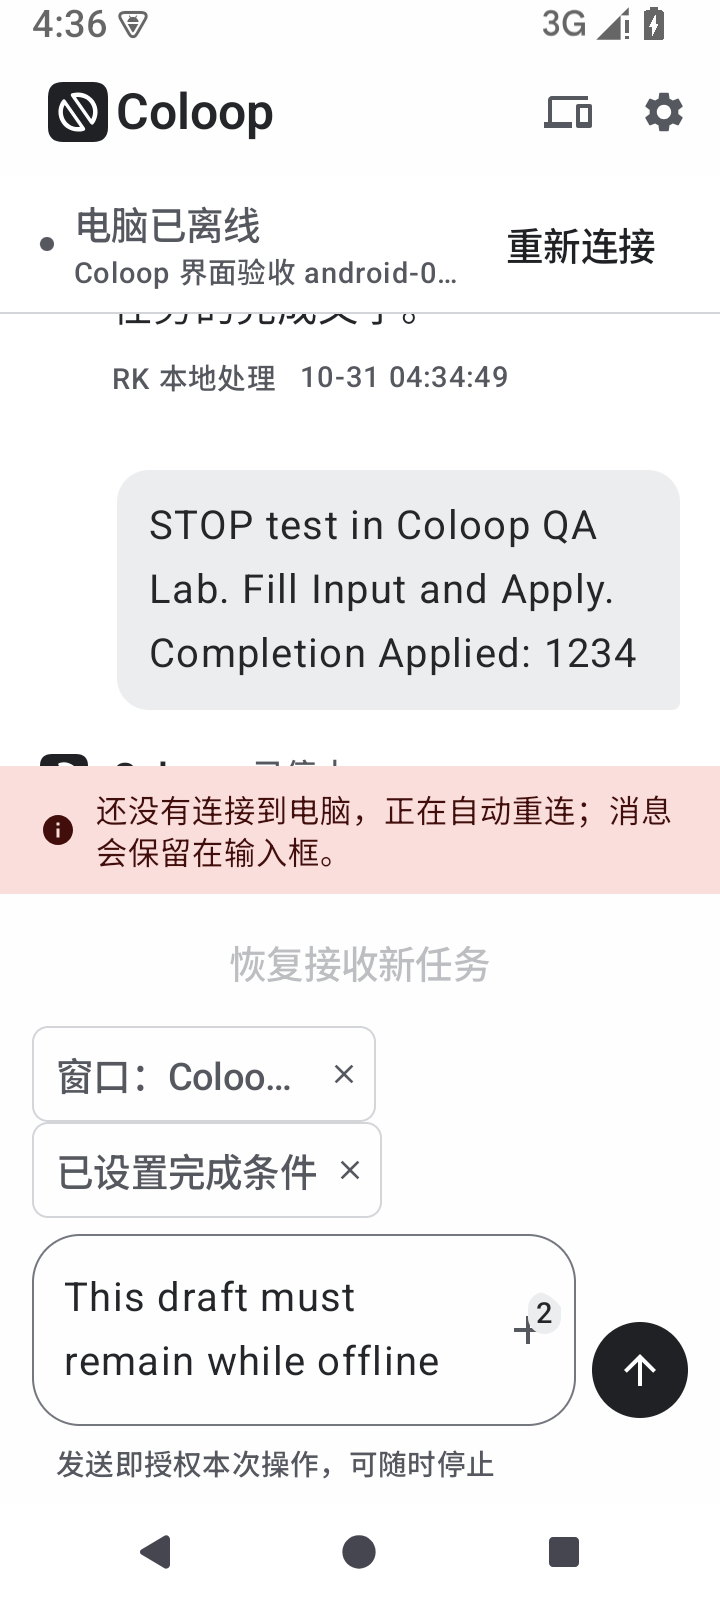 4:36
3G
Coloop
电脑已离线
Coloop 界面验收 android-0...
重新连接
RK 本地处理 10-31 04:34:49
STOP test in Coloop QA
Lab. Fill Input and Apply.
Completion Applied: 1234
还没有连接到电脑，正在自动重连；消息
会保留在输入框。
恢复接收新任务
窗口：Coloo...
已设置完成条件
2
This draft must
remain while offline
发送即授权本次操作，可随时停止